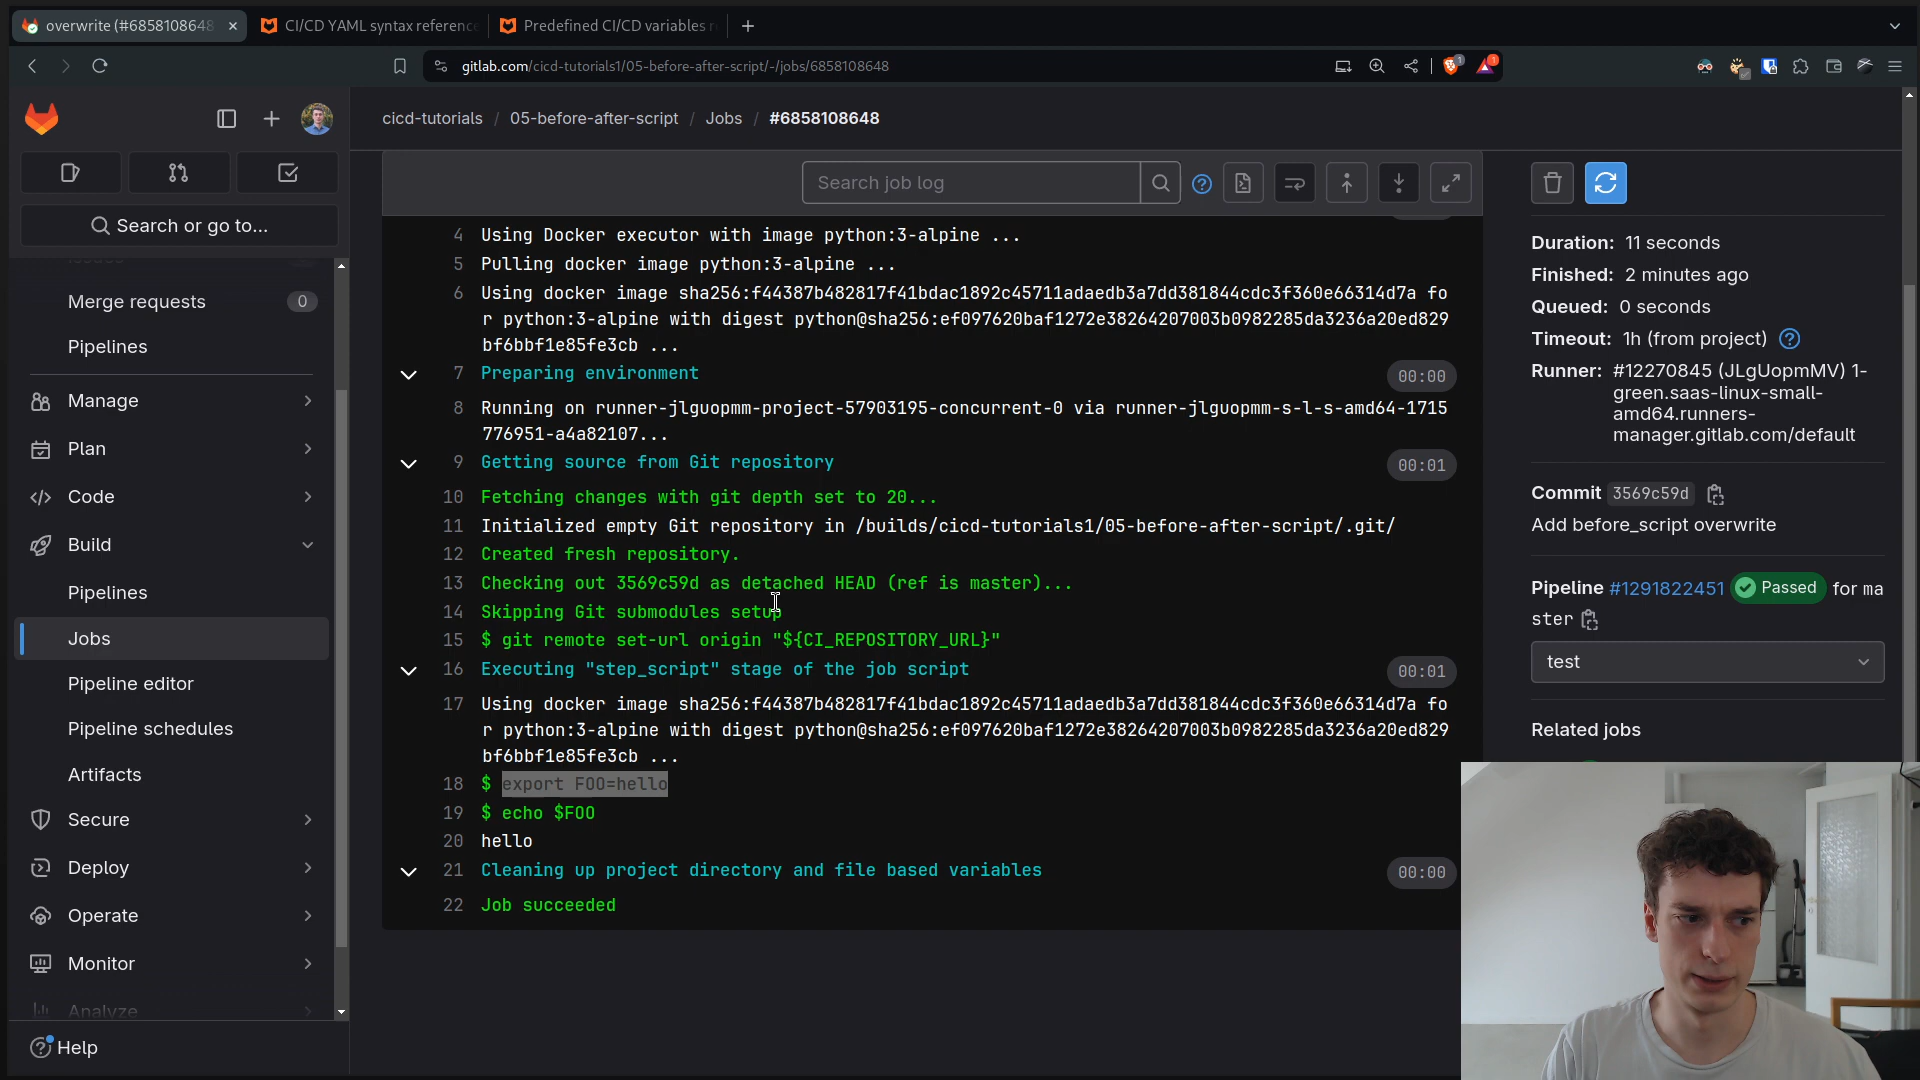 overwrite (#6858108648
CI/CD YAML syntax reference
Predefined CI/CD variables r
gitlab.com/cicd-tutorials1/05-before-after-script/-/jobs/6858108648
1
1
cicd-tutorials / 05-before-after-script / Jobs / #6858108648
Search or go to...
Merge requests 0
Pipelines
Manage
Plan
Code
Build
Pipelines
Jobs
Pipeline editor
Pipeline schedules
Artifacts
Secure
Deploy
Operate
Monitor
Analyze
Help
Search job log
4 Using Docker executor with image python:3-alpine ...
5 Pulling docker image python:3-alpine ...
6 Using docker image sha256:f44387b482817f41bdac1892c45711adaedb3a7dd381844cdc3f360e66314d7a fo
r python:3-alpine with digest python@sha256:ef097620baf1272e38264207003b0982285da3236a20ed829
bf6bbf1e85fe3cb ...
7 Preparing environment 00:00
8 Running on runner-jlguopmm-project-57903195-concurrent-0 via runner-jlguopmm-s-l-s-amd64-1715
776951-a4a82107...
9 Getting source from Git repository 00:01
10 Fetching changes with git depth set to 20...
11 Initialized empty Git repository in /builds/cicd-tutorials1/05-before-after-script/.git/
12 Created fresh repository.
13 Checking out 3569c59d as detached HEAD (ref is master)...
14 Skipping Git submodules setup
15 $ git remote set-url origin "${CI_REPOSITORY_URL}"
16 Executing "step_script" stage of the job script 00:01
17 Using docker image sha256:f44387b482817f41bdac1892c45711adaedb3a7dd381844cdc3f360e66314d7a fo
r python:3-alpine with digest python@sha256:ef097620baf1272e38264207003b0982285da3236a20ed829
bf6bbf1e85fe3cb ...
18 $ export FOO=hello
19 $ echo $FOO
20 hello
21 Cleaning up project directory and file based variables 00:00
22 Job succeeded
Duration: 11 seconds
Finished: 2 minutes ago
Queued: 0 seconds
Timeout: 1h (from project)
Runner: #12270845 (JLgUopmMV) 1-
green.saas-linux-small-
amd64.runners-
manager.gitlab.com/default
Commit 3569c59d
Add before_script overwrite
Pipeline #1291822451 Passed for ma
ster
test
Related jobs